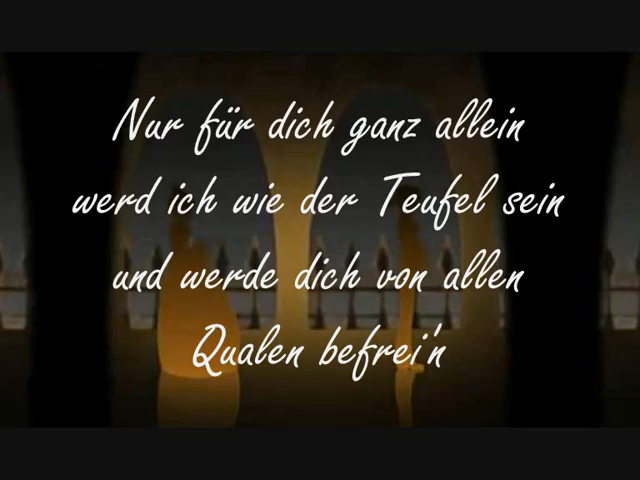 Nur für dich ganz allein
werd ich wie der Teufel sein
und werde dich von allen
Qualen befrei'n